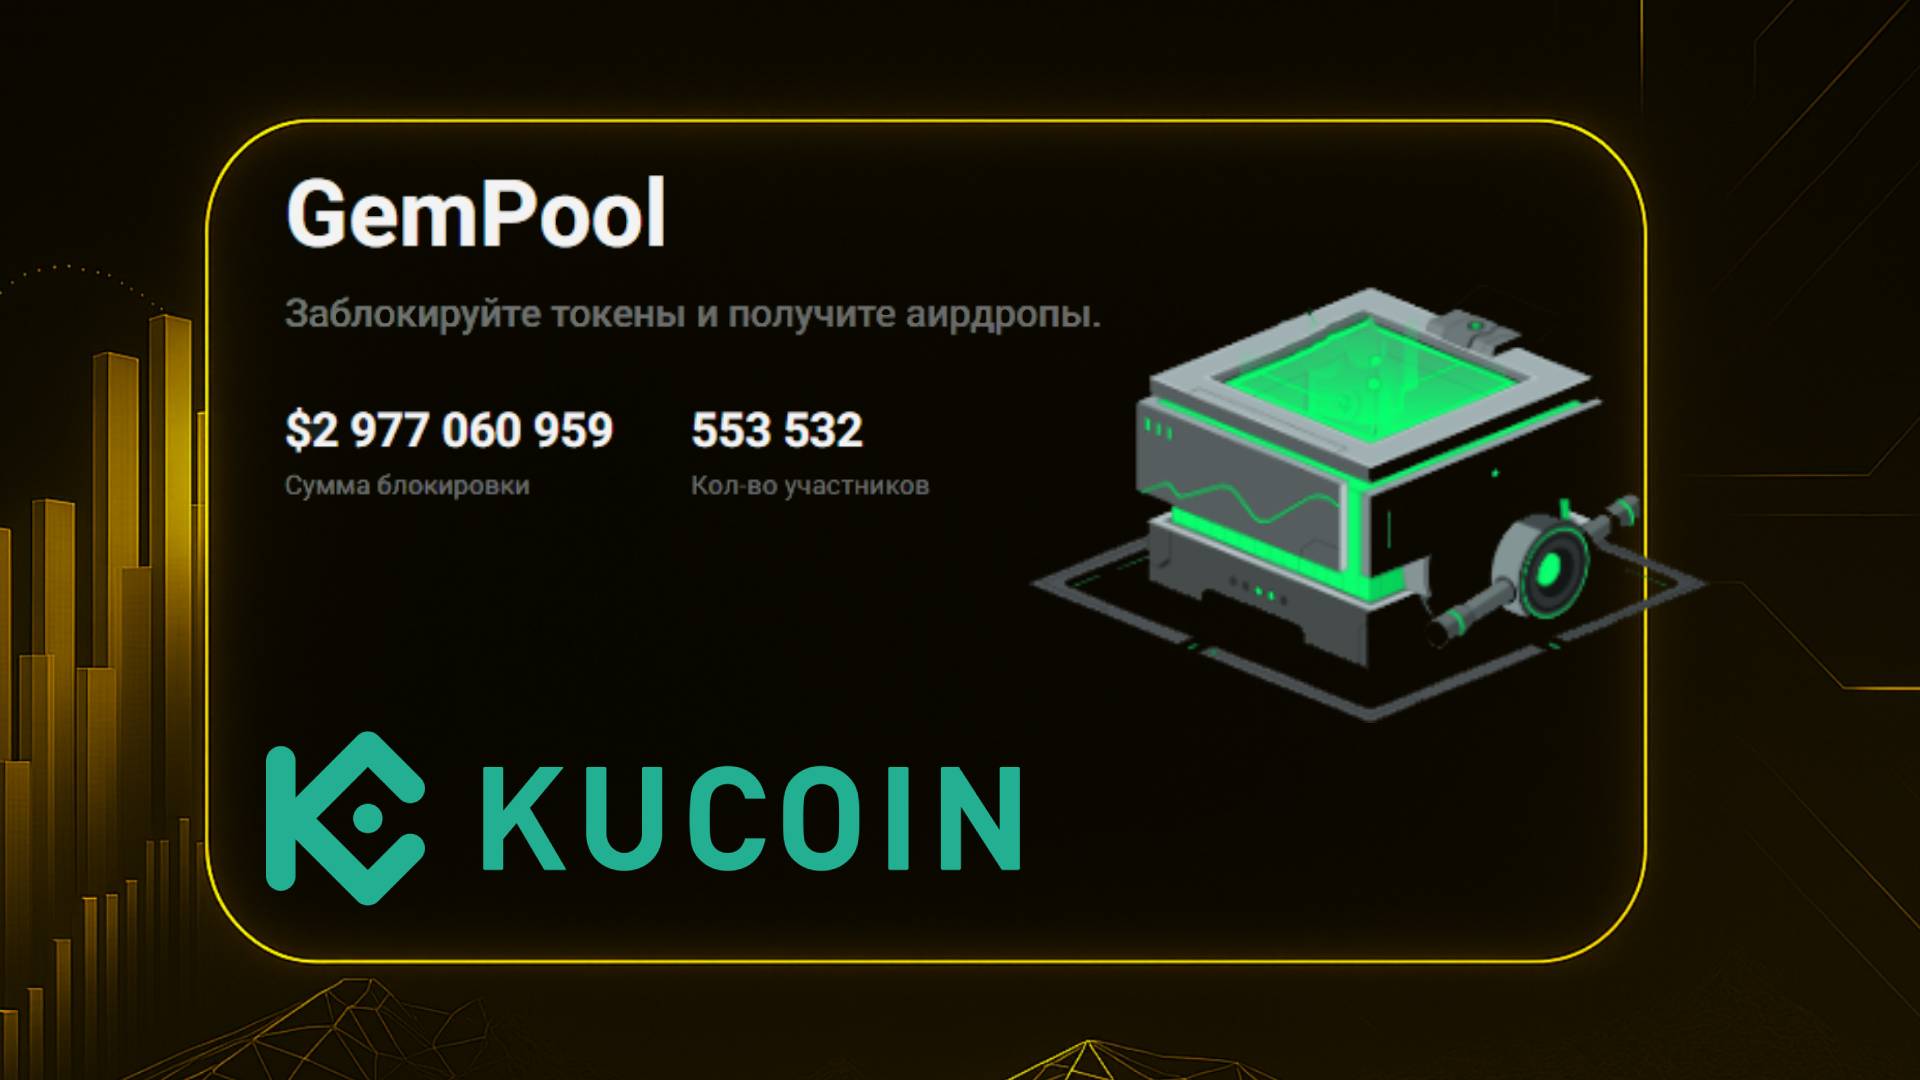 GemPool
Заблокируйте токены и получите аирдропы.
$2 977 060 959
553 532
Сумма блокировки
Кол-во участников
KUCOIN